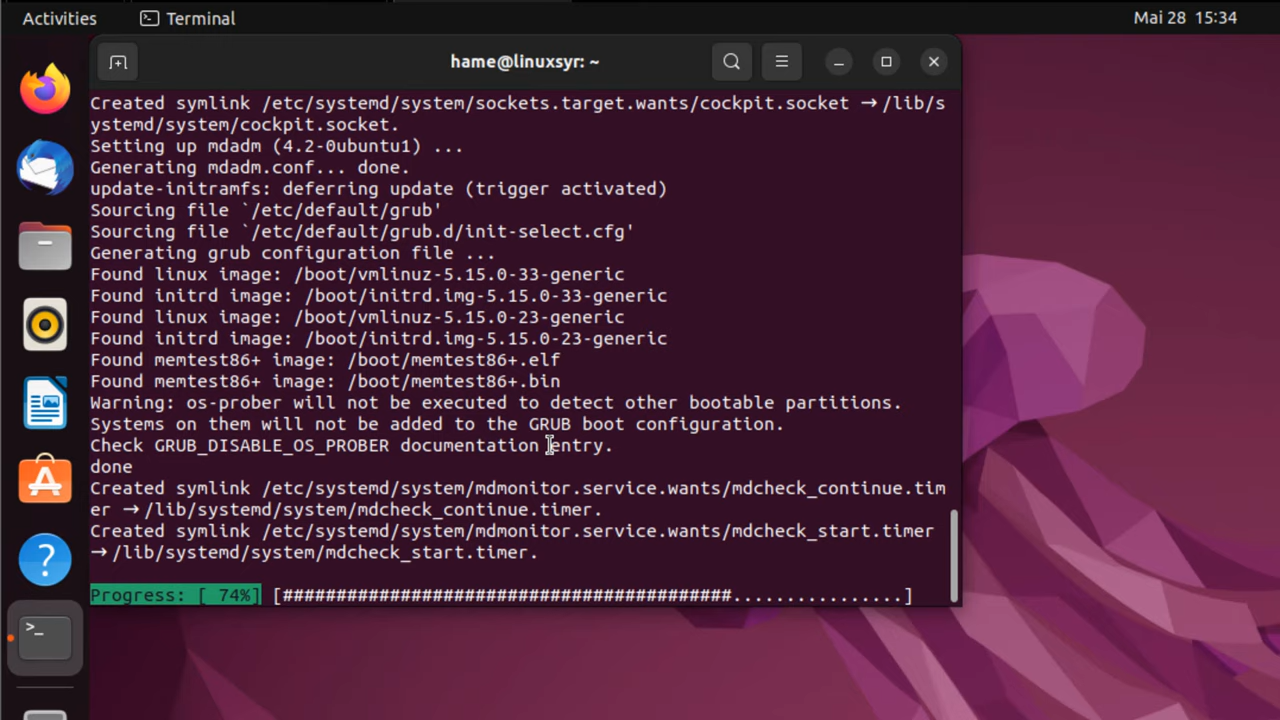 Activities
Terminal
Mai 28 15:34
hame@linuxsyr: ~
Created symlink /etc/systemd/system/sockets.target.wants/cockpit.socket → /lib/s
ystemd/system/cockpit.socket.
Setting up mdadm (4.2-0ubuntu1) ...
Generating mdadm.conf... done.
update-initramfs: deferring update (trigger activated)
Sourcing file `/etc/default/grub'
Sourcing file `/etc/default/grub.d/init-select.cfg'
Generating grub configuration file ...
Found linux image: /boot/vmlinuz-5.15.0-33-generic
Found initrd image: /boot/initrd.img-5.15.0-33-generic
Found linux image: /boot/vmlinuz-5.15.0-23-generic
Found initrd image: /boot/initrd.img-5.15.0-23-generic
Found memtest86+ image: /boot/memtest86+.elf
Found memtest86+ image: /boot/memtest86+.bin
Warning: os-prober will not be executed to detect other bootable partitions.
Systems on them will not be added to the GRUB boot configuration.
Check GRUB_DISABLE_OS_PROBER documentation entry.
done
Created symlink /etc/systemd/system/mdmonitor.service.wants/mdcheck_continue.tim
er → /lib/systemd/system/mdcheck_continue.timer.
Created symlink /etc/systemd/system/mdmonitor.service.wants/mdcheck_start.timer
→ /lib/systemd/system/mdcheck_start.timer.
Progress: [ 74%] [##########################################................]